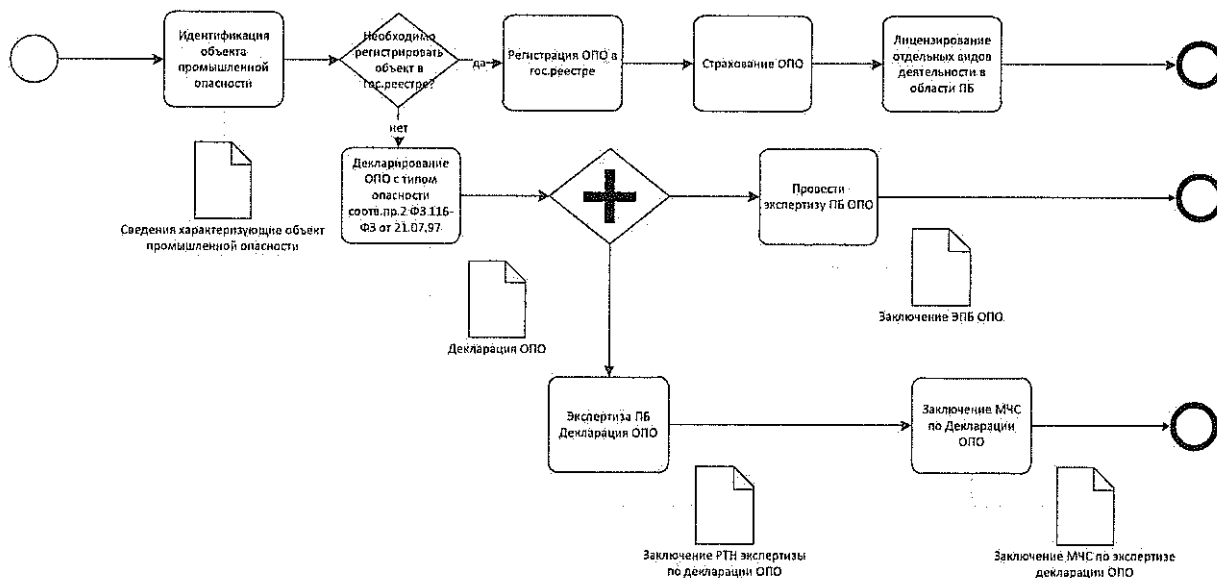 Идентификация
объекта
промышленной
опасности
Необходимо
регистрировать
объект в
гос.реестре?
да
Регистрация ОПО в
гос.реестре
Страхование ОПО
Лицензирование
отдельных видов
деятельности в
области ПБ
нет
Сведения характеризующие объект
промышленной опасности
Декларирование
ОПО с типом
опасности
соотв.пр.2 ФЗ.116-
ФЗ от 21.07.97
Провести
экспертизу ПБ ОПО
Декларация ОПО
Заключение ЭПБ ОПО.
Экспертиза ПБ
Декларация ОПО
Заключение МЧС
по Декларации
ОПО
Заключение РТН экспертизы
по декларации ОПО
Заключение МЧС по экспертизе
декларации ОПО